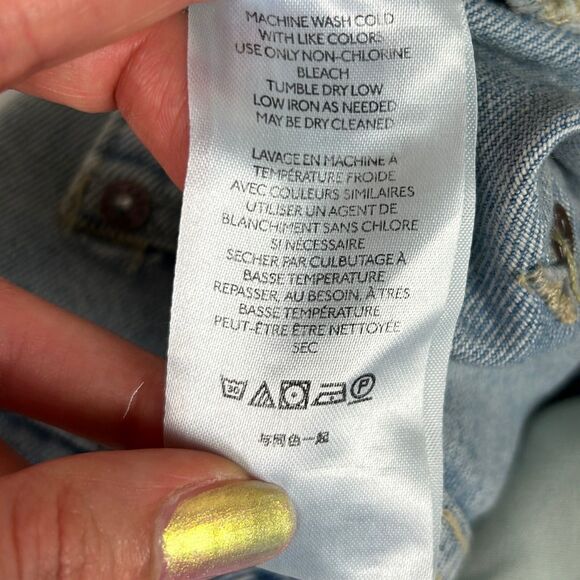 MACHINE WASH COLD
WITH LIKE COLORS
USE ONLY NON-CHLORINE
BLEACH
TUMBLE DRY LOW
LOW IRON AS NEEDED
MAY BE DRY CLEANED
LAVAGE EN MACHINE À
TEMPÉRATURE FROIDE
AVEC COULEURS SIMILAIRES
UTILISER UN AGENT DE
BLANCHIMENT SANS CHLORE
SI NÉCESSAIRE
SÉCHER PAR CULBUTAGE À
BASSE TEMPERATURE
REPASSER, AU BESOIN, À TRÈS
BASSE TEMPÉRATURE
PEUT-ÊTRE ÊTRE NETTOYÉE
SEC
30 P
与同色一起